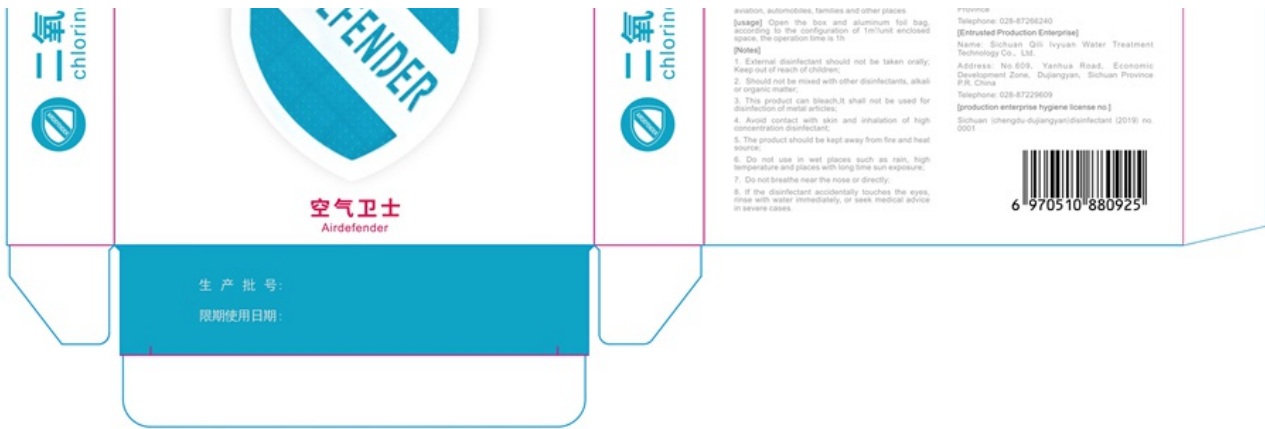 二氧
chlorine
AIRDEFENDER
EFENDER
空气卫士
Airdefender
生 产 批 号:
限期使用日期:
二氧
chlorine
AIRDEFENDER
aviation, automobiles, families and other places
[usage] Open the box and aluminum foil bag,
according to the configuration of 1m³/unit enclosed
space, the operation time is 1h
[Notes]
1. External disinfectant should not be taken orally;
Keep out of reach of children;
2. Should not be mixed with other disinfectants, alkali
or organic matter;
3. This product can bleach,It shall not be used for
disinfection of metal articles;
4. Avoid contact with skin and inhalation of high
concentration disinfectant;
5. The product should be kept away from fire and heat
source;
6. Do not use in wet places such as rain, high
temperature and places with long time sun exposure;
7. Do not breathe near the nose or directly;
8. If the disinfectant accidentally touches the eyes,
rinse with water immediately, or seek medical advice
in severe cases.
Province
Telephone: 028-87266240
[Entrusted Production Enterprise]
Name: Sichuan Qili lvyuan Water Treatment
Technology Co., Ltd.
Address: No.609, Yanhua Road, Economic
Development Zone, Dujiangyan, Sichuan Province
P.R. China
Telephone: 028-87229609
[production enterprise hygiene license no.]
Sichuan (chengdu-dujiangyan)disinfectant (2019) no.
0001
6 970510 880925